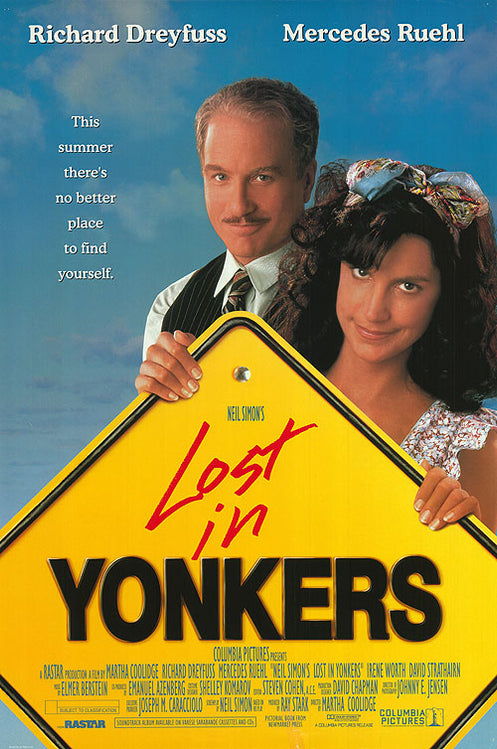 Richard Dreyfuss Mercedes Ruehl
This
summer
there's
no better
place
to find
yourself.
NEIL SIMON'S
Lost
in
YONKERS
COLUMBIA PICTURES PRESENTS
A RASTAR PRODUCTION A FILM BY MARTHA COOLIDGE RICHARD DREYFUSS MERCEDES RUEHL "NEIL SIMON'S LOST IN YONKERS" IRENE WORTH DAVID STRATHAIRN
MUSIC BY ELMER BERNSTEIN CO-PRODUCED BY EMANUEL AZENBERG COSTUME DESIGNER SHELLEY KOMAROV EDITOR STEVEN COHEN, A.C.E. PRODUCTION DESIGNER DAVID CHAPMAN DIRECTOR OF PHOTOGRAPHY JOHNNY E. JENSEN
EXECUTIVE PRODUCER JOSEPH M. CARACCIOLO SCREENPLAY BY NEIL SIMON PRODUCED BY RAY STARK DIRECTED BY MARTHA COOLIDGE
SUBJECT TO CLASSIFICATION
RASTAR
SOUNDTRACK ALBUM AVAILABLE ON VARESE SARABANDE CASSETTES AND CDs
PICTORIAL BOOK FROM
NEWMARKET PRESS
A COLUMBIA PICTURES RELEASE
COLUMBIA
PICTURES